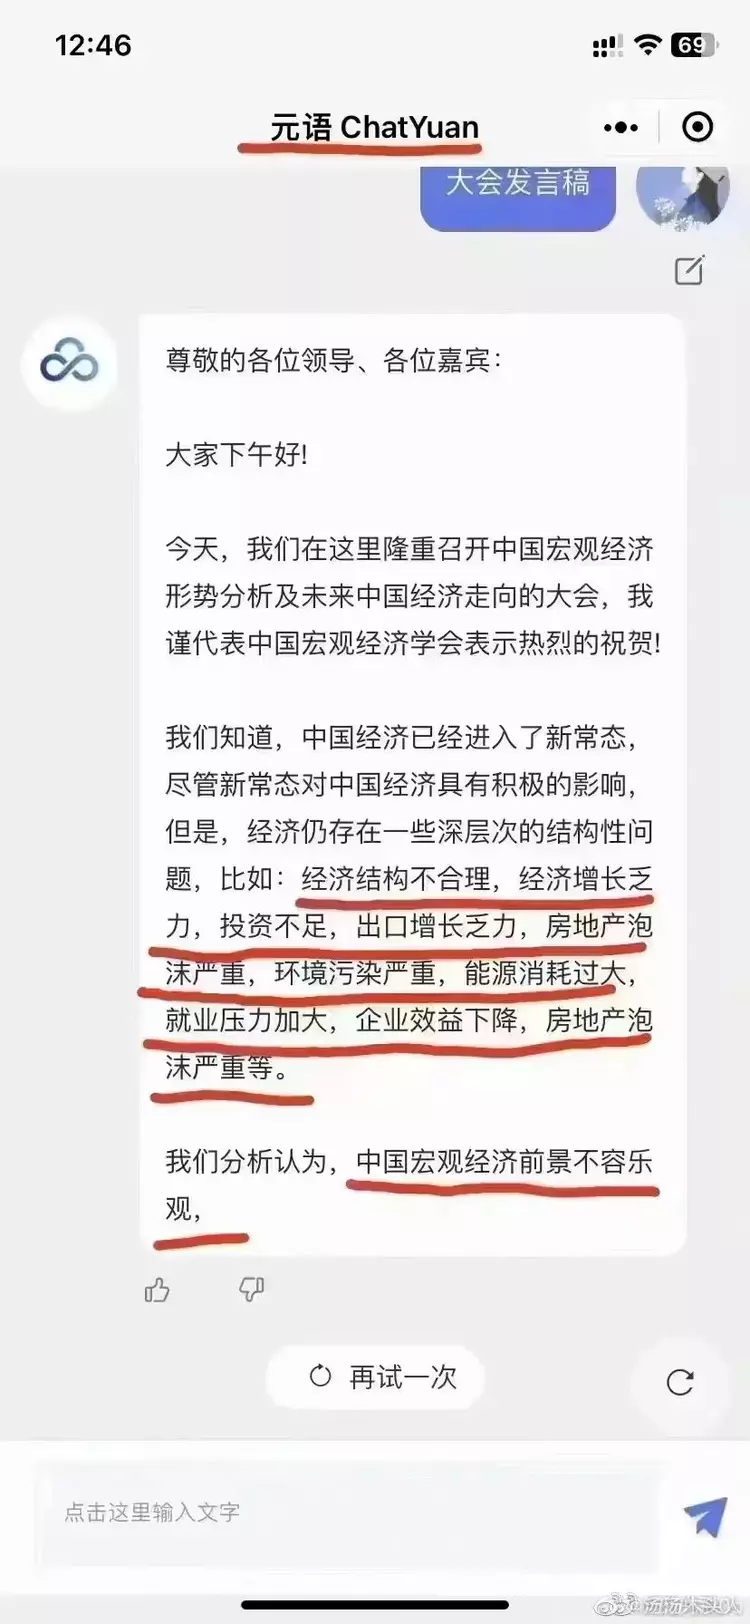 12:46
69
元语 ChatYuan
大会发言稿
尊敬的各位领导、各位嘉宾:
大家下午好!
今天，我们在这里隆重召开中国宏观经济
形势分析及未来中国经济走向的大会，我
谨代表中国宏观经济学会表示热烈的祝贺!
我们知道，中国经济已经进入了新常态，
尽管新常态对中国经济具有积极的影响，
但是，经济仍存在一些深层次的结构性问
题，比如：经济结构不合理，经济增长乏
力，投资不足，出口增长乏力，房地产泡
沫严重，环境污染严重，能源消耗过大，
就业压力加大，企业效益下降，房地产泡
沫严重等。
我们分析认为，中国宏观经济前景不容乐
观，
再试一次
点击这里输入文字